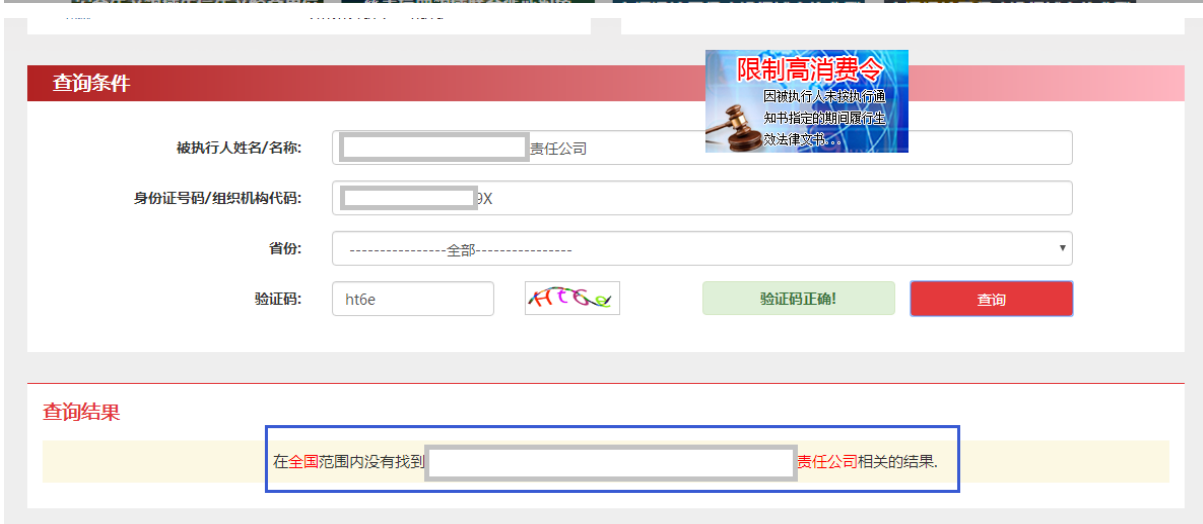 查询条件
限制高消费令
因被执行人未按执行通
知书指定的期间履行生
效法律文书...
被执行人姓名/名称:
责任公司
身份证号码/组织机构代码:
9X
省份:
----------------全部----------------
验证码:
ht6e
HT6e
验证码正确!
查询
查询结果
在全国范围内没有找到 责任公司相关的结果.